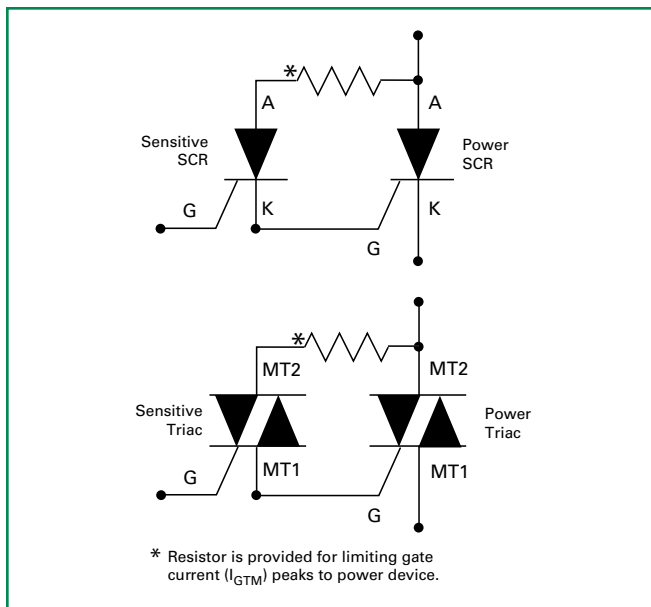 *
A
A
Sensitive
SCR
Power
SCR
G
K
K
G
*
MT2
MT2
Sensitive
Triac
Power
Triac
G
MT1
MT1
G
* Resistor is provided for limiting gate
current (IGTM) peaks to power device.